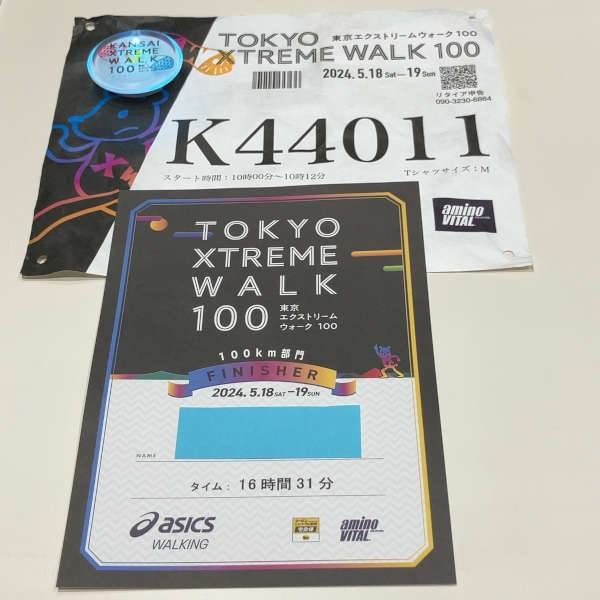 KANSAI
XTREME
WALK
100
TOKYO 東京エクストリームウォーク 100
XTREME WALK 100
2024.5.18 Sat—19 Sun
リタイア申告
090-3230-6864
K44011
スタート時間：10時00分～10時12分
Tシャツサイズ：M
amino
VITAL
TOKYO
XTREME
WALK
100 東京
エクストリーム
ウォーク 100
100km部門
FINISHER
2024.5.18 SAT—19 SUN
NAME
タイム： 16時間31分
asics
WALKING
amino
VITAL